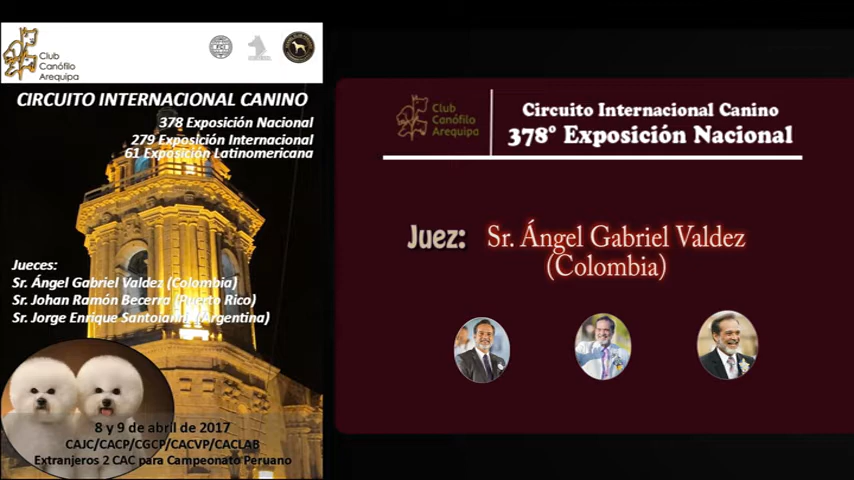 Club
Canófilo
Arequipa
CIRCUITO INTERNACIONAL CANINO
378 Exposición Nacional
279 Exposición Internacional
61 Exposición Latinomericana
Jueces:
Sr. Ángel Gabriel Valdez (Colombia)
Sr. Johan Ramón Becerra (Puerto Rico)
Sr. Jorge Enrique Santoianni (Argentina)
8 y 9 de abril de 2017
CAJC/CACP/CGCP/CACVP/CACLAB
Extranjeros 2 CAC para Campeonato Peruano
Club
Canófilo
Arequipa
Circuito Internacional Canino
378° Exposición Nacional
Juez: Sr. Ángel Gabriel Valdez
(Colombia)